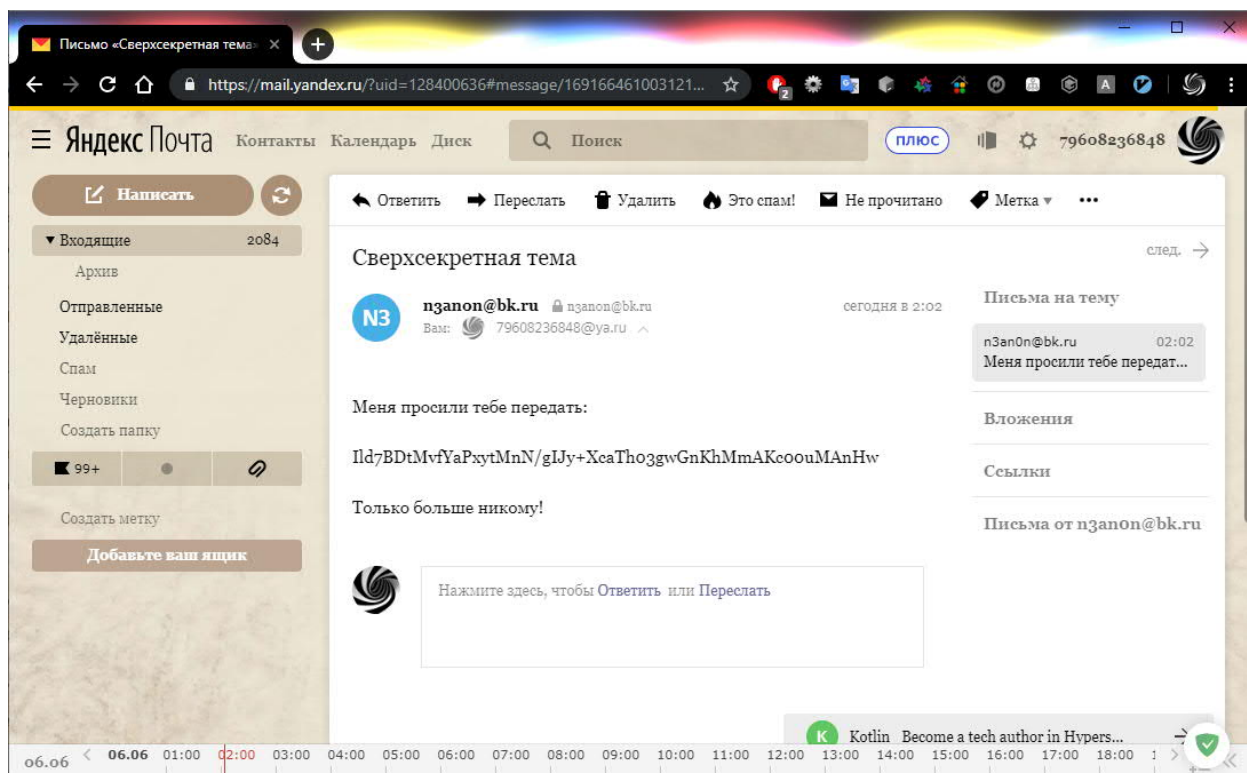 Письмо «Сверхсекретная тема»
https://mail.yandex.ru/?uid=128400636#message/169166461003121...
2
A
Яндекс Почта Контакты Календарь Диск Поиск плюс 79608236848
Написать
Ответить Переслать Удалить Это спам! Не прочитано Метка
Входящие 2084
Архив
Отправленные
Удалённые
Спам
Черновики
Создать папку
99+
Создать метку
Добавьте ваш ящик
Сверхсекретная тема
след.
N3
n3anon@bk.ru n3anon@bk.ru сегодня в 2:02
Вам: 79608236848@ya.ru
Меня просили тебе передать:
Ild7BDtMvfYaPxytMnN/gIJy+XcaTh03gwGnKhMmAKc00uMAnHw
Только больше никому!
Нажмите здесь, чтобы Ответить или Переслать
Письма на тему
n3an0n@bk.ru 02:02
Меня просили тебе передат...
Вложения
Ссылки
Письма от n3an0n@bk.ru
K Kotlin Become a tech author in Hypers...
06.06 06.06 01:00 02:00 03:00 04:00 05:00 06:00 07:00 08:00 09:00 10:00 11:00 12:00 13:00 14:00 15:00 16:00 17:00 18:00 1